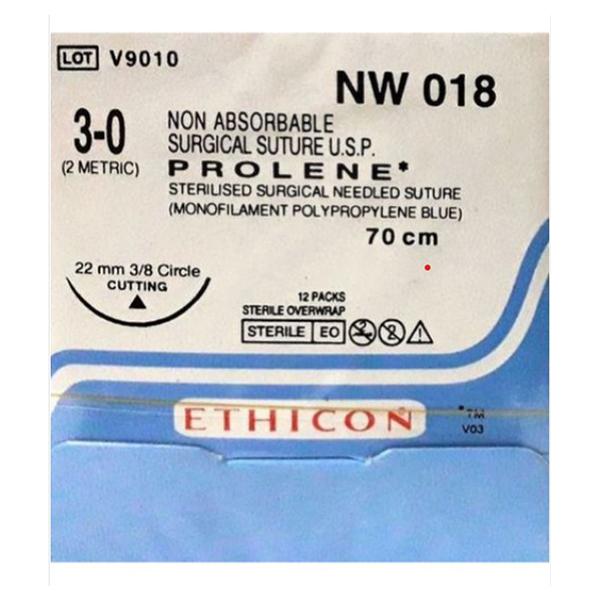 LOT V9010
NW 018
3-0
(2 METRIC)
NON ABSORBABLE
SURGICAL SUTURE U.S.P.
PROLENE*
STERILISED SURGICAL NEEDLED SUTURE
(MONOFILAMENT POLYPROPYLENE BLUE)
70 cm
22 mm 3/8 Circle
CUTTING
12 PACKS
STERILE OVERWRAP
STERILE EO
ETHICON
*TM
V03